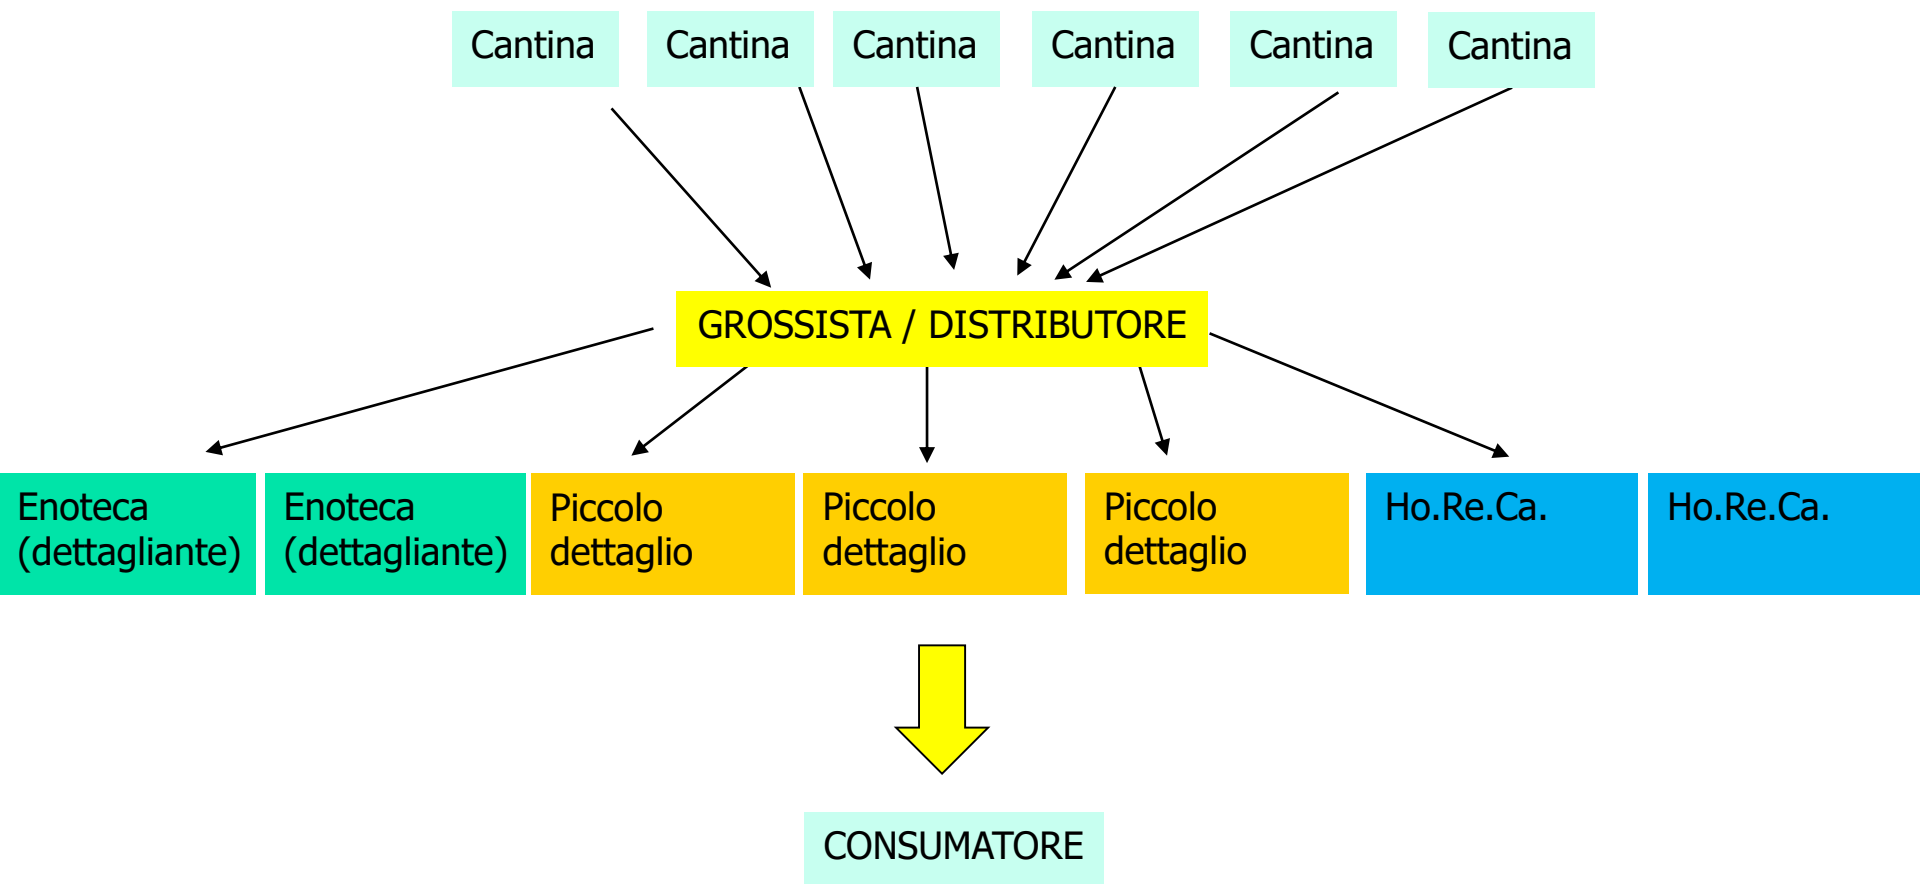 Cantina
Cantina
Cantina
Cantina
Cantina
Cantina
GROSSISTA / DISTRIBUTORE
Enoteca
(dettagliante)
Enoteca
(dettagliante)
Piccolo
dettaglio
Piccolo
dettaglio
Piccolo
dettaglio
Ho.Re.Ca.
Ho.Re.Ca.
CONSUMATORE